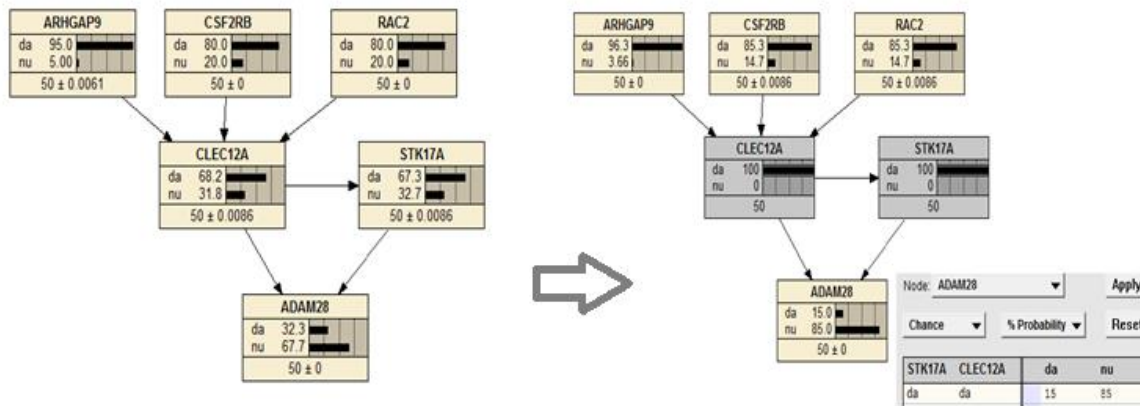 ARHGAP9
da 95.0
nu 5.00
50 ± 0.0061
CSF2RB
da 80.0
nu 20.0
50 ± 0
RAC2
da 80.0
nu 20.0
50 ± 0
CLEC12A
da 68.2
nu 31.8
50 ± 0.0086
STK17A
da 67.3
nu 32.7
50 ± 0.0086
ADAM28
da 32.3
nu 67.7
50 ± 0
ARHGAP9
da 96.3
nu 3.66
50 ± 0
CSF2RB
da 85.3
nu 14.7
50 ± 0.0086
RAC2
da 85.3
nu 14.7
50 ± 0.0086
CLEC12A
da 100
nu 0
50
STK17A
da 100
nu 0
50
ADAM28
da 15.0
nu 85.0
50 ± 0
Node: ADAM28 Apply
Chance % Probability Reset
STK17A CLEC12A da nu
da da 15 85